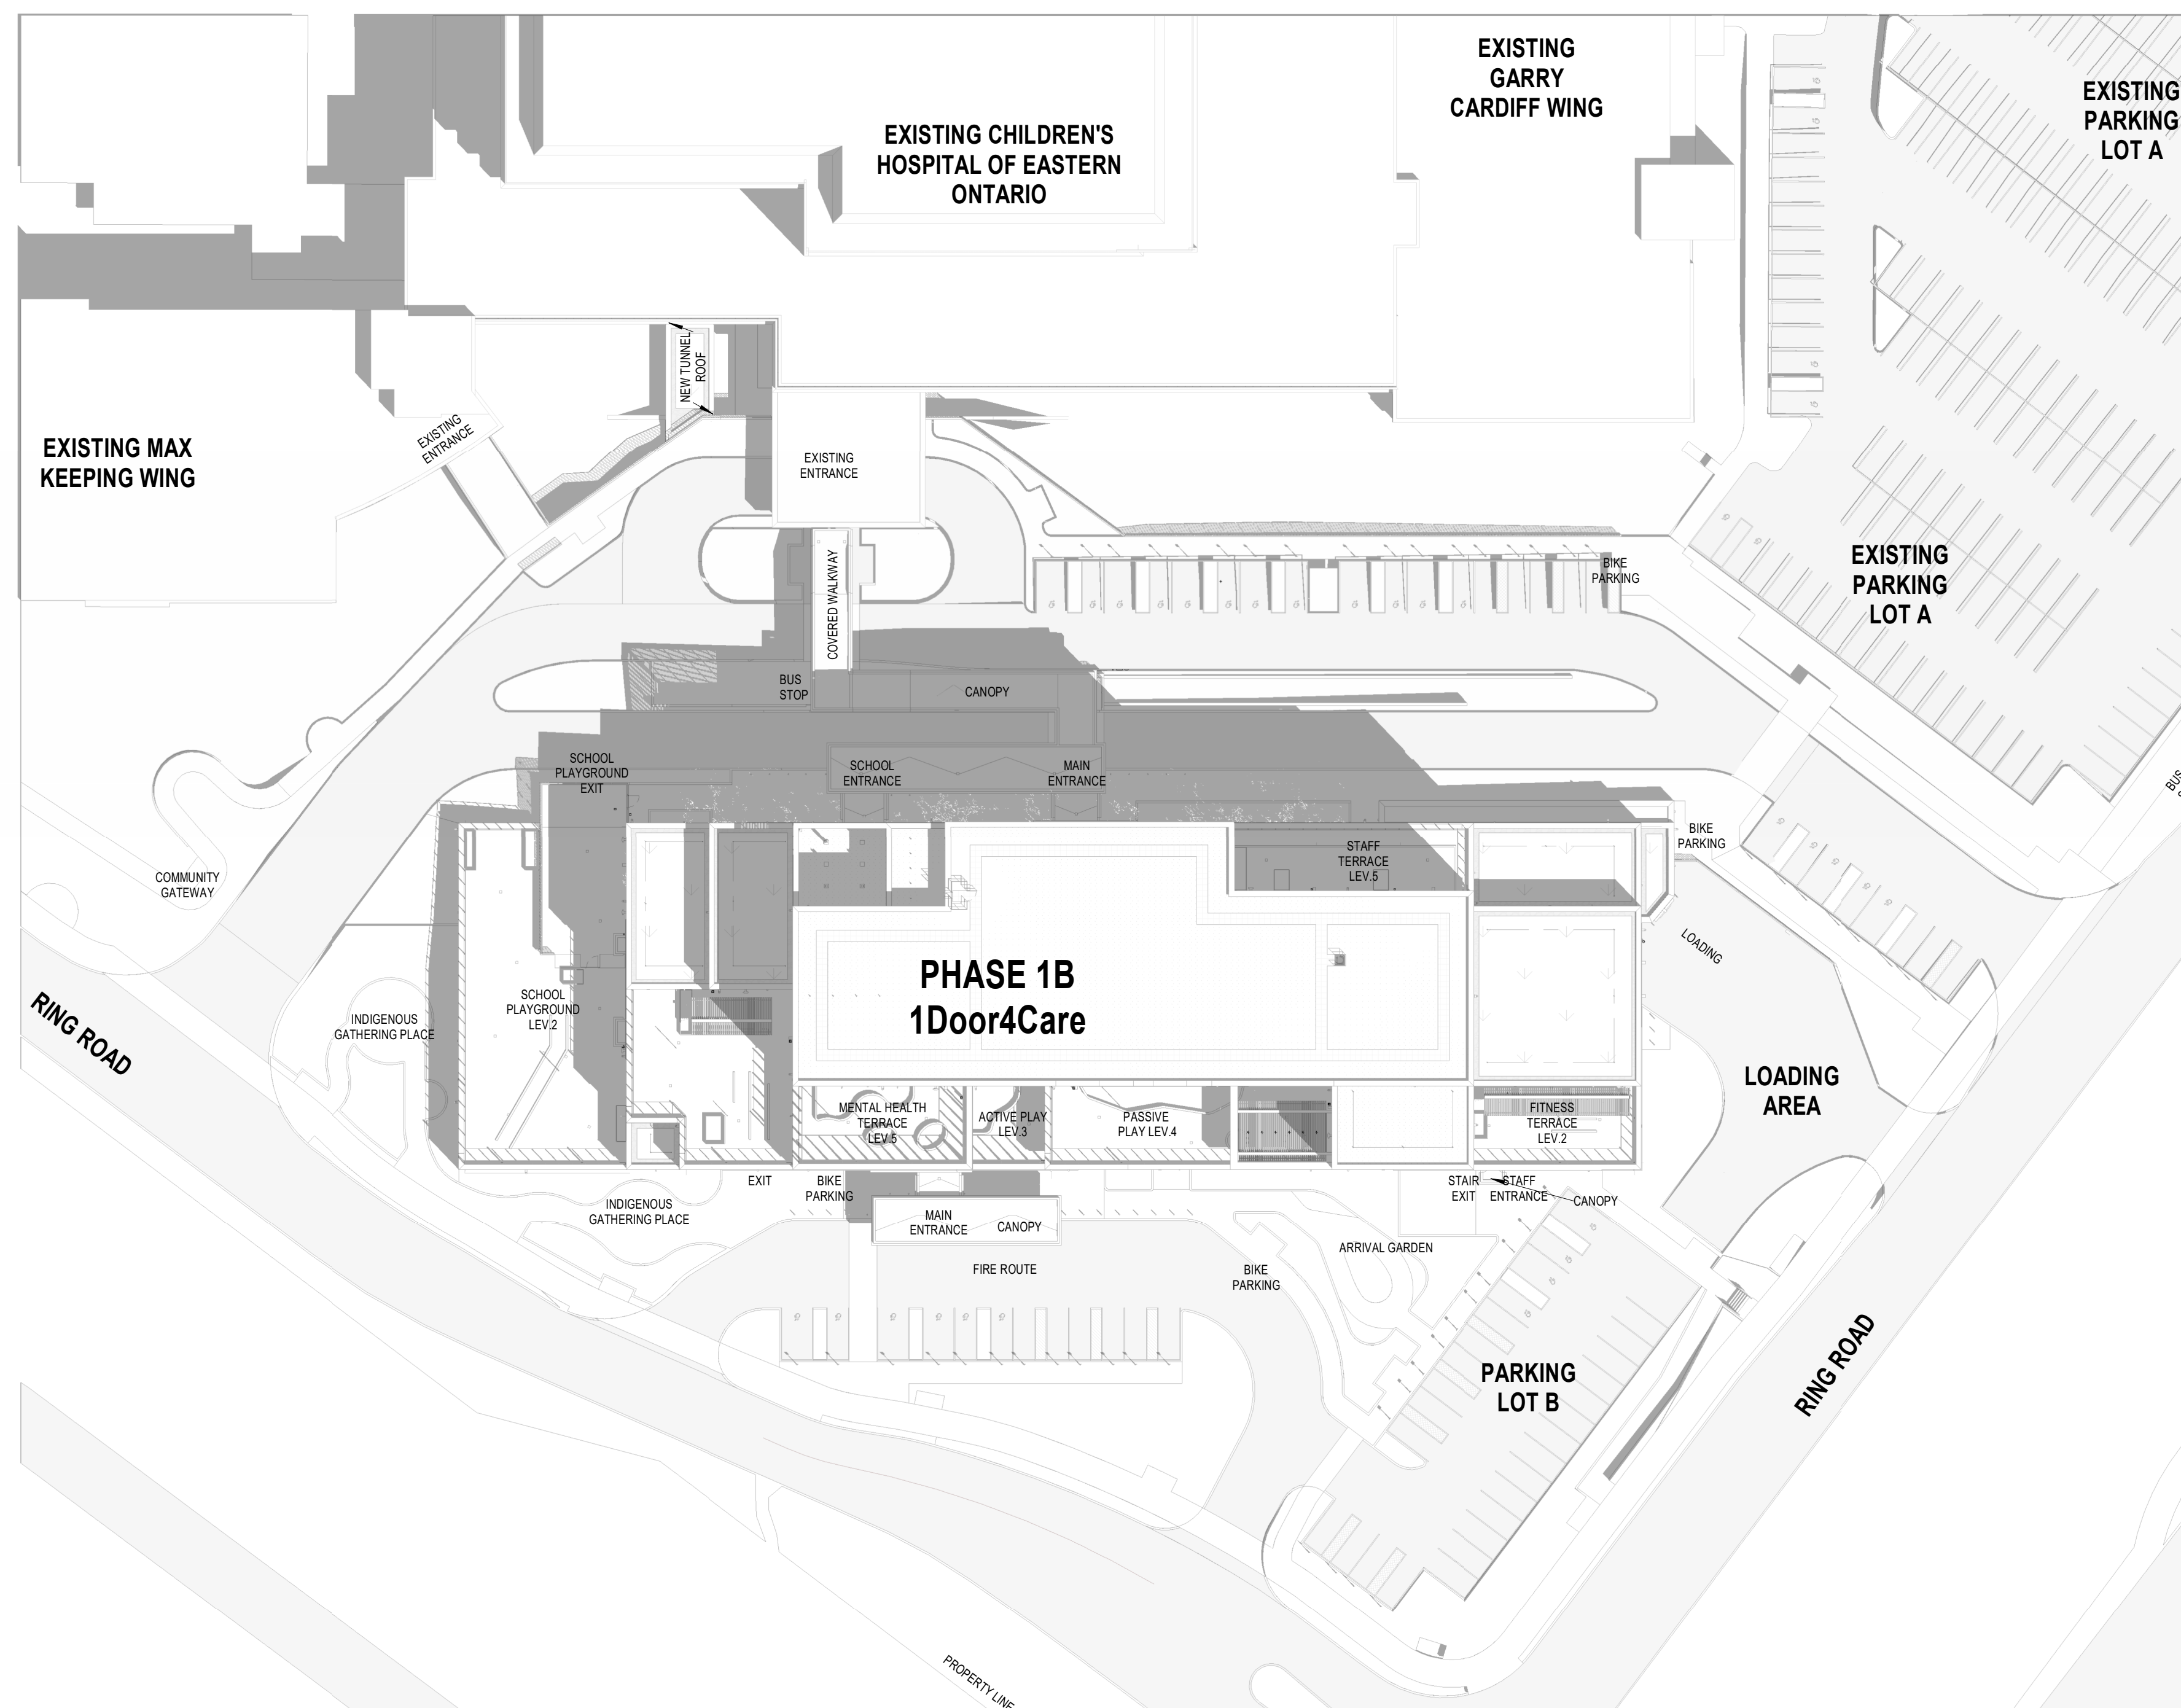 EXISTING
GARRY
CARDIFF WING
EXISTING
PARKING
LOT A
EXISTING CHILDREN'S
HOSPITAL OF EASTERN
ONTARIO
NEW TUNNEL
ROOF
EXISTING
ENTRANCE
EXISTING MAX
KEEPING WING
EXISTING
ENTRANCE
COVERED WALKWAY
BIKE
PARKING
EXISTING
PARKING
LOT A
BUS
STOP
CANOPY
SCHOOL
PLAYGROUND
EXIT
SCHOOL
ENTRANCE
MAIN
ENTRANCE
BUS
STAFF
TERRACE
LEV.5
BIKE
PARKING
COMMUNITY
GATEWAY
LOADING
PHASE 1B
1Door4Care
SCHOOL
PLAYGROUND
LEV.2
INDIGENOUS
GATHERING PLACE
RING ROAD
LOADING
AREA
MENTAL HEALTH
TERRACE
LEV.5
ACTIVE PLAY
LEV.3
PASSIVE
PLAY LEV.4
FITNESS
TERRACE
LEV.2
EXIT
BIKE
PARKING
STAIR
EXIT
STAFF
ENTRANCE
CANOPY
INDIGENOUS
GATHERING PLACE
MAIN
ENTRANCE
CANOPY
ARRIVAL GARDEN
FIRE ROUTE
BIKE
PARKING
RING ROAD
PARKING
LOT B
PROPERTY LINE